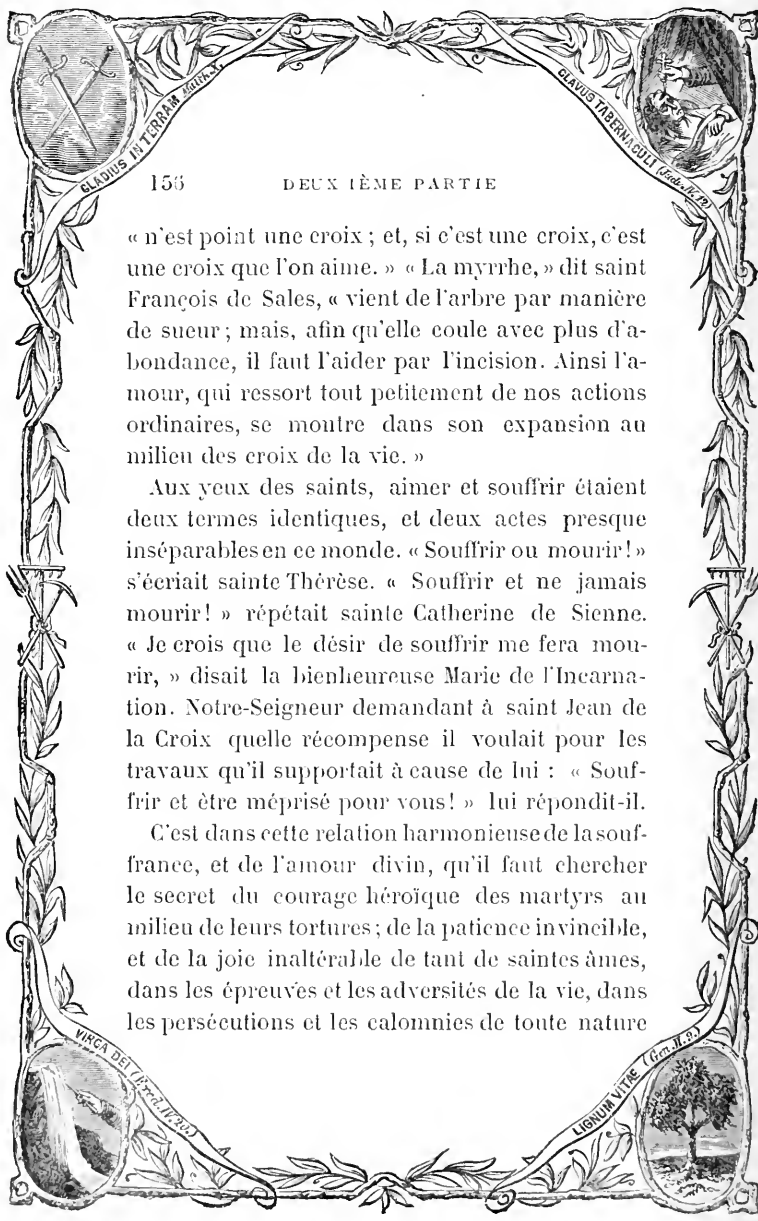 GLADIUS IN TERRAM Matth. X.
CLAVUS TABERNACULI
156 DEUXIÈME PARTIE
« n'est point une croix ; et, si c'est une croix, c'est
une croix que l'on aime. » « La myrrhe, » dit saint
François de Sales, « vient de l'arbre par manière
de sueur ; mais, afin qu'elle coule avec plus d'a-
bondance, il faut l'aider par l'incision. Ainsi l'a-
mour, qui ressort tout petitement de nos actions
ordinaires, se montre dans son expansion au
milieu des croix de la vie. »
Aux yeux des saints, aimer et souffrir étaient
deux termes identiques, et deux actes presque
inséparables en ce monde. « Souffrir ou mourir ! »
s'écriait sainte Thérèse. « Souffrir et ne jamais
mourir ! » répétait sainte Catherine de Sienne.
« Je crois que le désir de souffrir me fera mou-
rir, » disait la bienheureuse Marie de l'Incarna-
tion. Notre-Seigneur demandant à saint Jean de
la Croix quelle récompense il voulait pour les
travaux qu'il supportait à cause de lui : « Souf-
frir et être méprisé pour vous ! » lui répondit-il.
C'est dans cette relation harmonieuse de la souf-
france, et de l'amour divin, qu'il faut chercher
le secret du courage héroïque des martyrs au
milieu de leurs tortures ; de la patience invincible,
et de la joie inaltérable de tant de saintes âmes,
dans les épreuves et les adversités de la vie, dans
les persécutions et les calomnies de toute nature
VIRGA DEI (Exod. IV. 20.)
LIGNUM VITAE (Gen. II. 9.)